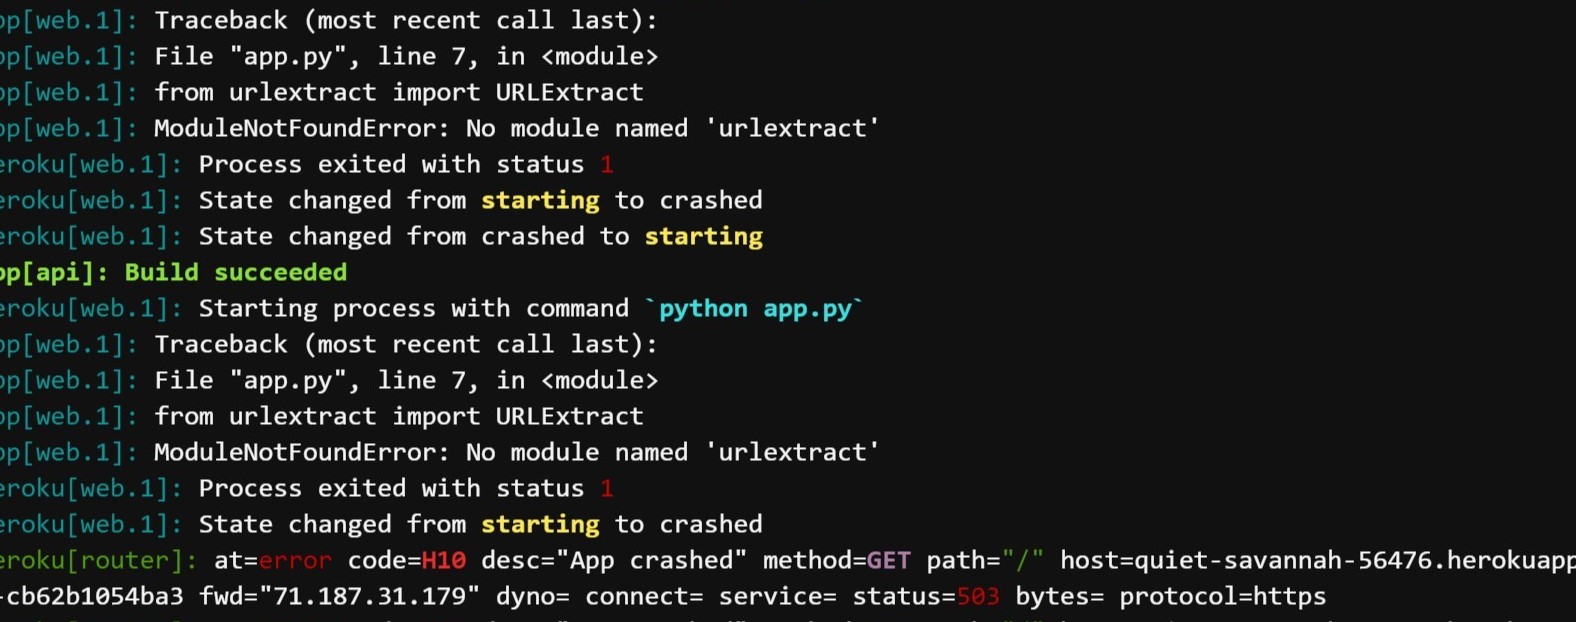 pp[web.1]: Traceback (most recent call last):
pp[web.1]: File "app.py", line 7, in <module>
pp[web.1]: from urlextract import URLExtract
pp[web.1]: ModuleNotFoundError: No module named 'urlextract'
eroku[web.1]: Process exited with status 1
eroku[web.1]: State changed from starting to crashed
eroku[web.1]: State changed from crashed to starting
pp[api]: Build succeeded
eroku[web.1]: Starting process with command `python app.py`
pp[web.1]: Traceback (most recent call last):
pp[web.1]: File "app.py", line 7, in <module>
pp[web.1]: from urlextract import URLExtract
pp[web.1]: ModuleNotFoundError: No module named 'urlextract'
eroku[web.1]: Process exited with status 1
eroku[web.1]: State changed from starting to crashed
eroku[router]: at=error code=H10 desc="App crashed" method=GET path="/" host=quiet-savannah-56476.herokuapp
-cb62b1054ba3 fwd="71.187.31.179" dyno= connect= service= status=503 bytes= protocol=https